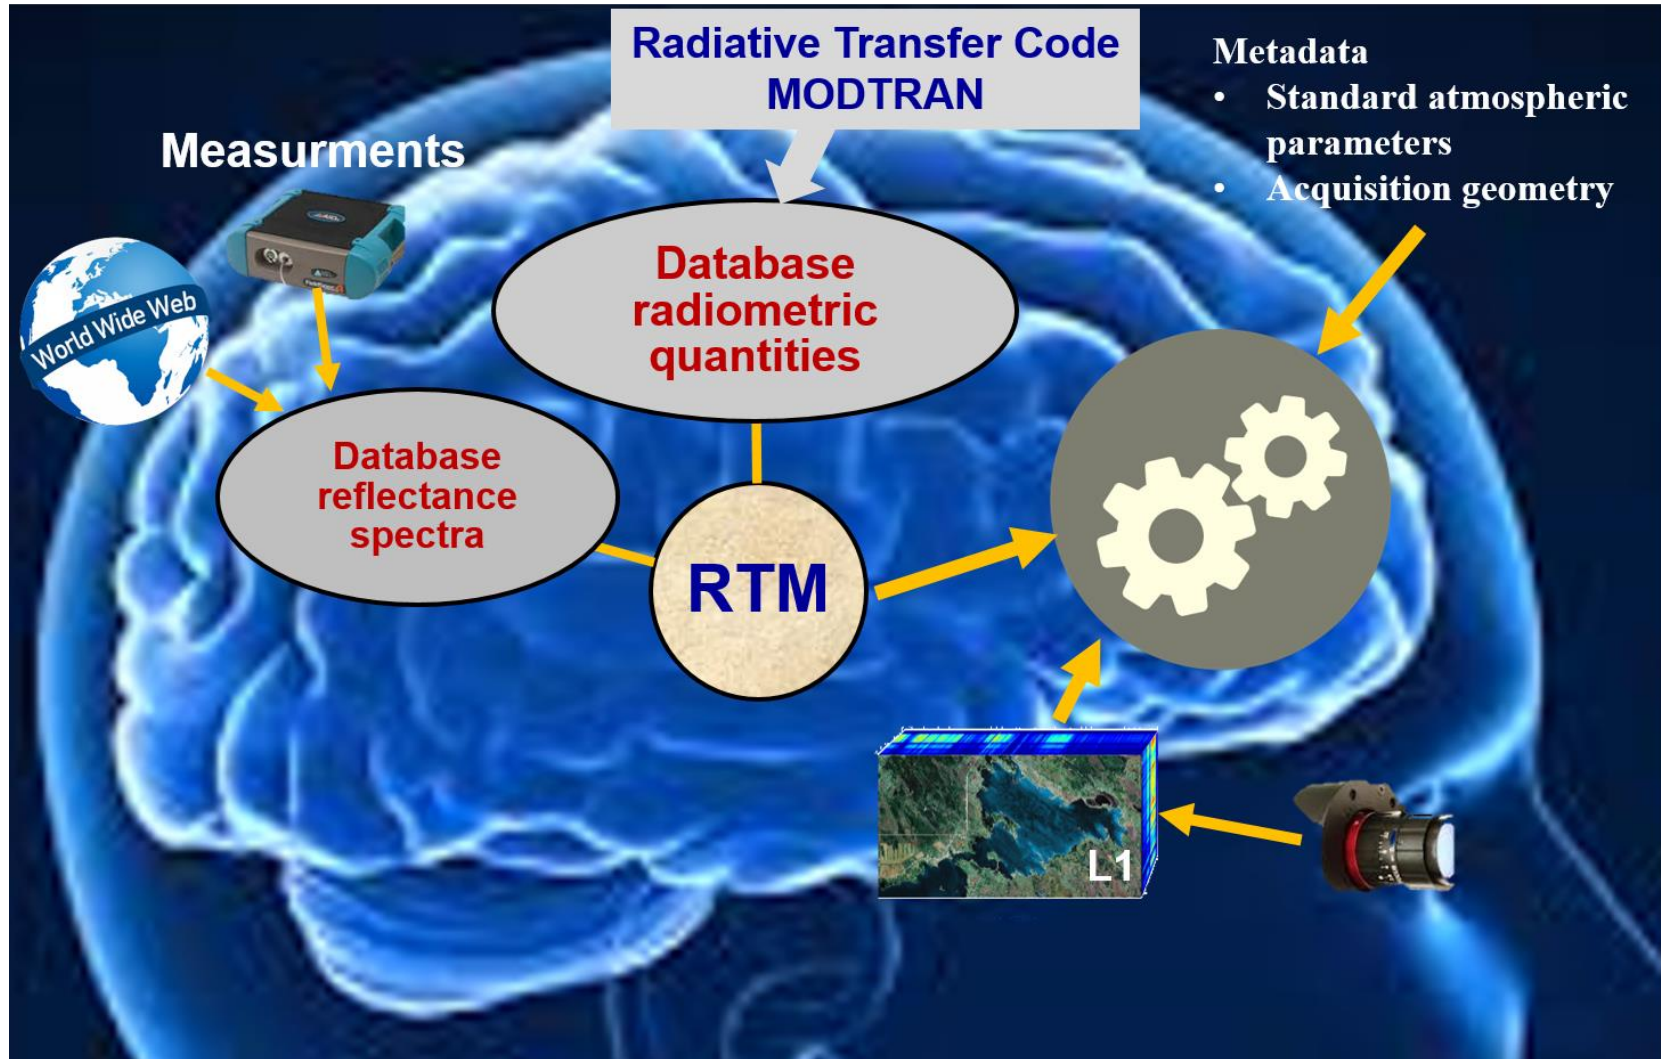 Radiative Transfer Code
MODTRAN
Metadata
• Standard atmospheric
parameters
• Acquisition geometry
Measurments
World Wide Web
Database
radiometric
quantities
Database
reflectance
spectra
RTM
L1